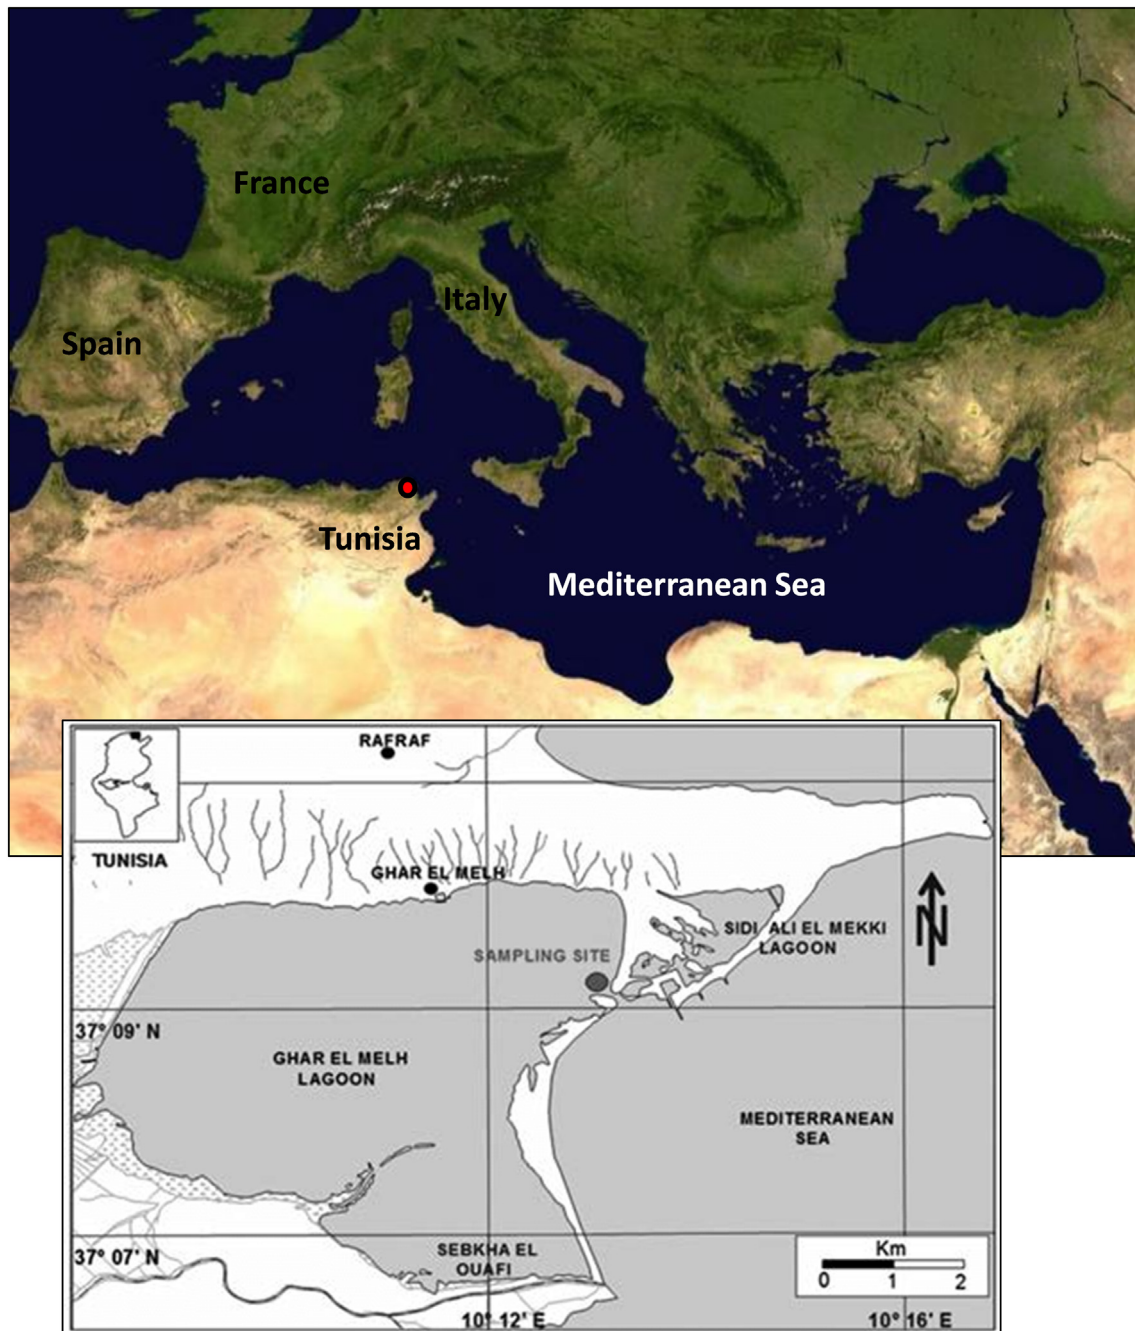 France
Italy
Spain
Tunisia
Mediterranean Sea
RAFRAF
TUNISIA
GHAR EL MELH
SIDI ALI EL MEKKI
LAGOON
SAMPLING SITE
N
37° 09' N
GHAR EL MELH
LAGOON
MEDITERRANEAN
SEA
37° 07' N
SEBKHA EL
OUAFI
Km
0 1 2
10° 12' E
10° 16' E